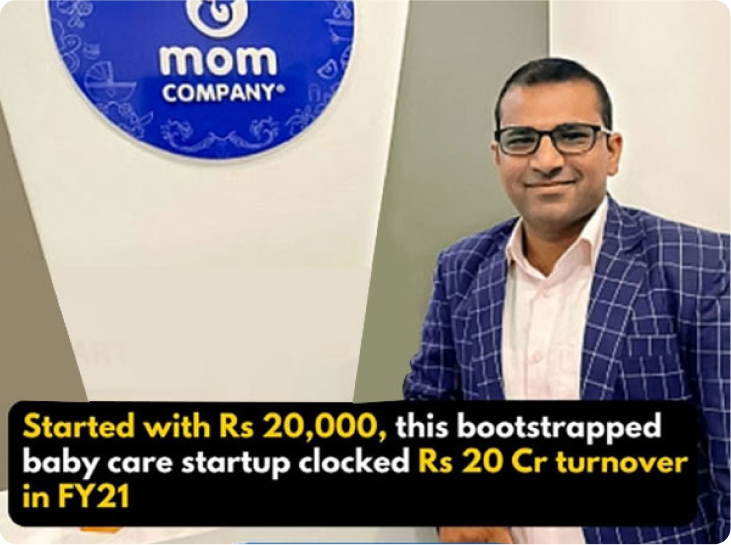 &
mom
COMPANY®
Started with Rs 20,000, this bootstrapped
baby care startup clocked Rs 20 Cr turnover
in FY21